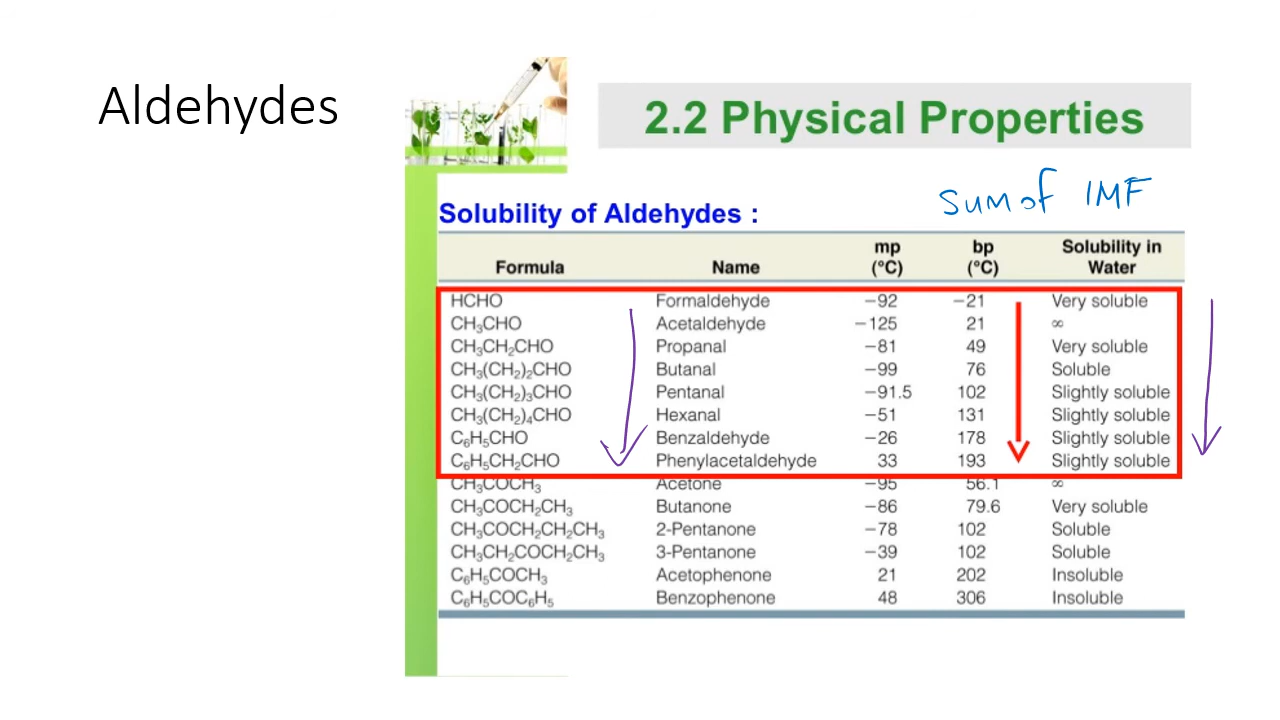 Aldehydes
2.2 Physical Properties
Sum of IMF
Solubility of Aldehydes :
Formula Name mp (°C) bp (°C) Solubility in Water
HCHO Formaldehyde −92 −21 Very soluble
CH₃CHO Acetaldehyde −125 21 ∞
CH₃CH₂CHO Propanal −81 49 Very soluble
CH₃(CH₂)₂CHO Butanal −99 76 Soluble
CH₃(CH₂)₃CHO Pentanal −91.5 102 Slightly soluble
CH₃(CH₂)₄CHO Hexanal −51 131 Slightly soluble
C₆H₅CHO Benzaldehyde −26 178 Slightly soluble
C₆H₅CH₂CHO Phenylacetaldehyde 33 193 Slightly soluble
CH₃COCH₃ Acetone −95 56.1 ∞
CH₃COCH₂CH₃ Butanone −86 79.6 Very soluble
CH₃COCH₂CH₂CH₃ 2-Pentanone −78 102 Soluble
CH₃CH₂COCH₂CH₃ 3-Pentanone −39 102 Soluble
C₆H₅COCH₃ Acetophenone 21 202 Insoluble
C₆H₅COC₆H₅ Benzophenone 48 306 Insoluble